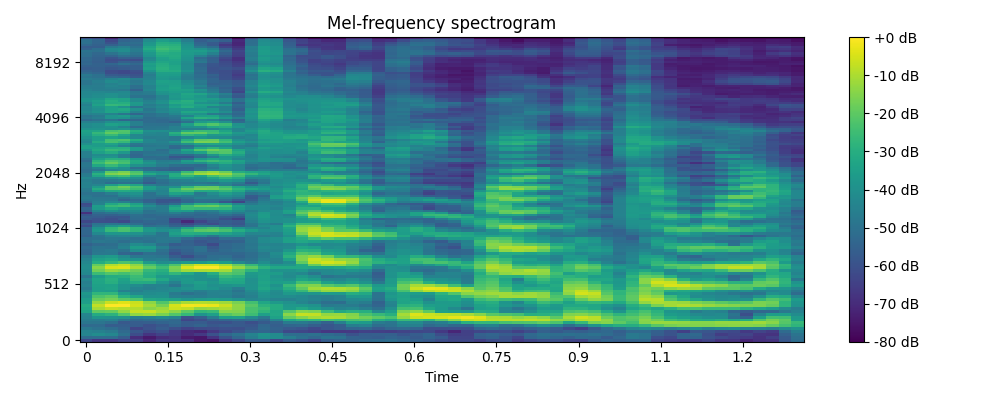 Mel-frequency spectrogram
Hz
8192
4096
2048
1024
512
0
0 0.15 0.3 0.45 0.6 0.75 0.9 1.1 1.2
Time
+0 dB
-10 dB
-20 dB
-30 dB
-40 dB
-50 dB
-60 dB
-70 dB
-80 dB